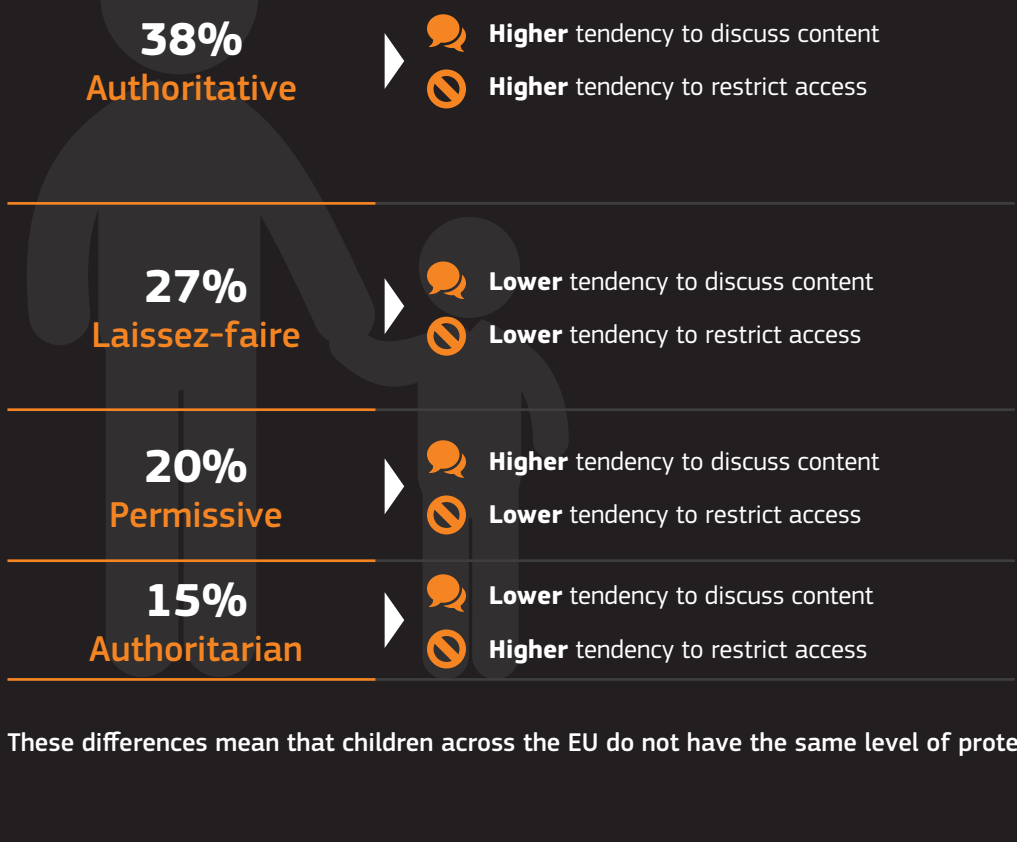 38%
Authoritative
Higher tendency to discuss content
Higher tendency to restrict access
27%
Laissez-faire
Lower tendency to discuss content
Lower tendency to restrict access
20%
Permissive
Higher tendency to discuss content
Lower tendency to restrict access
15%
Authoritarian
Lower tendency to discuss content
Higher tendency to restrict access
These differences mean that children across the EU do not have the same level of